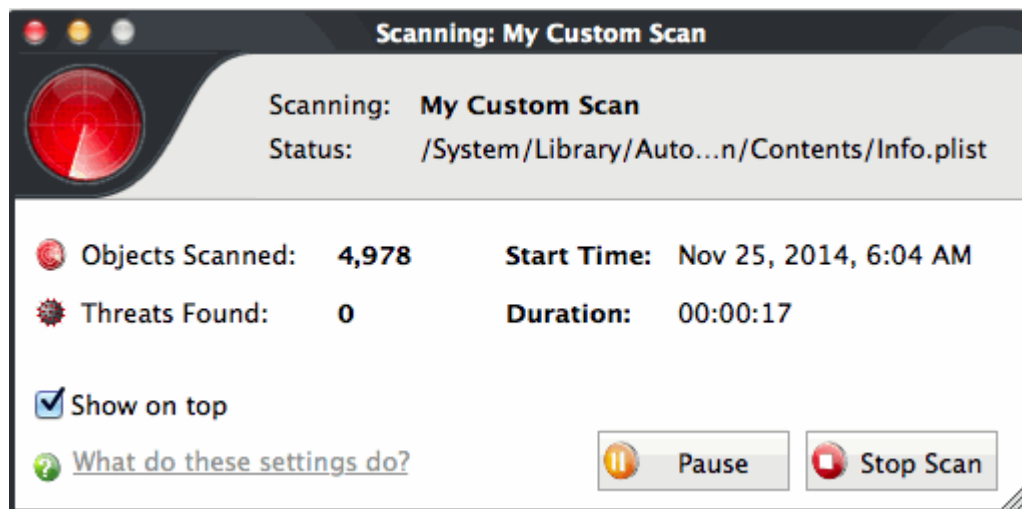 Scanning: My Custom Scan
Scanning: My Custom Scan
Status: /System/Library/Auto...n/Contents/Info.plist
Objects Scanned: 4,978 Start Time: Nov 25, 2014, 6:04 AM
Threats Found: 0 Duration: 00:00:17
Show on top
What do these settings do? Pause Stop Scan